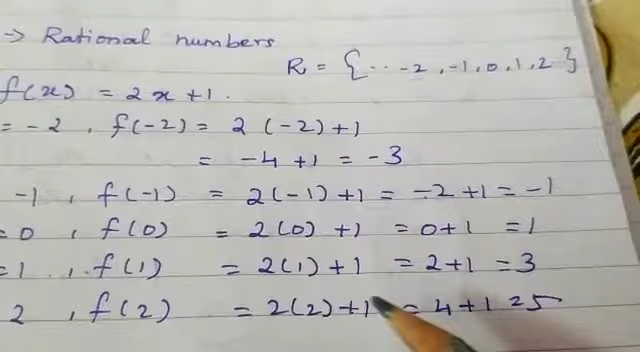 → Rational numbers
R = { .. -2, -1, 0, 1, 2 }
f(x) = 2x+1.
= -2, f(-2) = 2(-2)+1
= -4+1 = -3
-1, f(-1) = 2(-1)+1 = -2+1 = -1
=0, f(0) = 2(0)+1 = 0+1 =1
=1, f(1) = 2(1)+1 = 2+1 =3
2, f(2) = 2(2)+1 = 4+1 =5